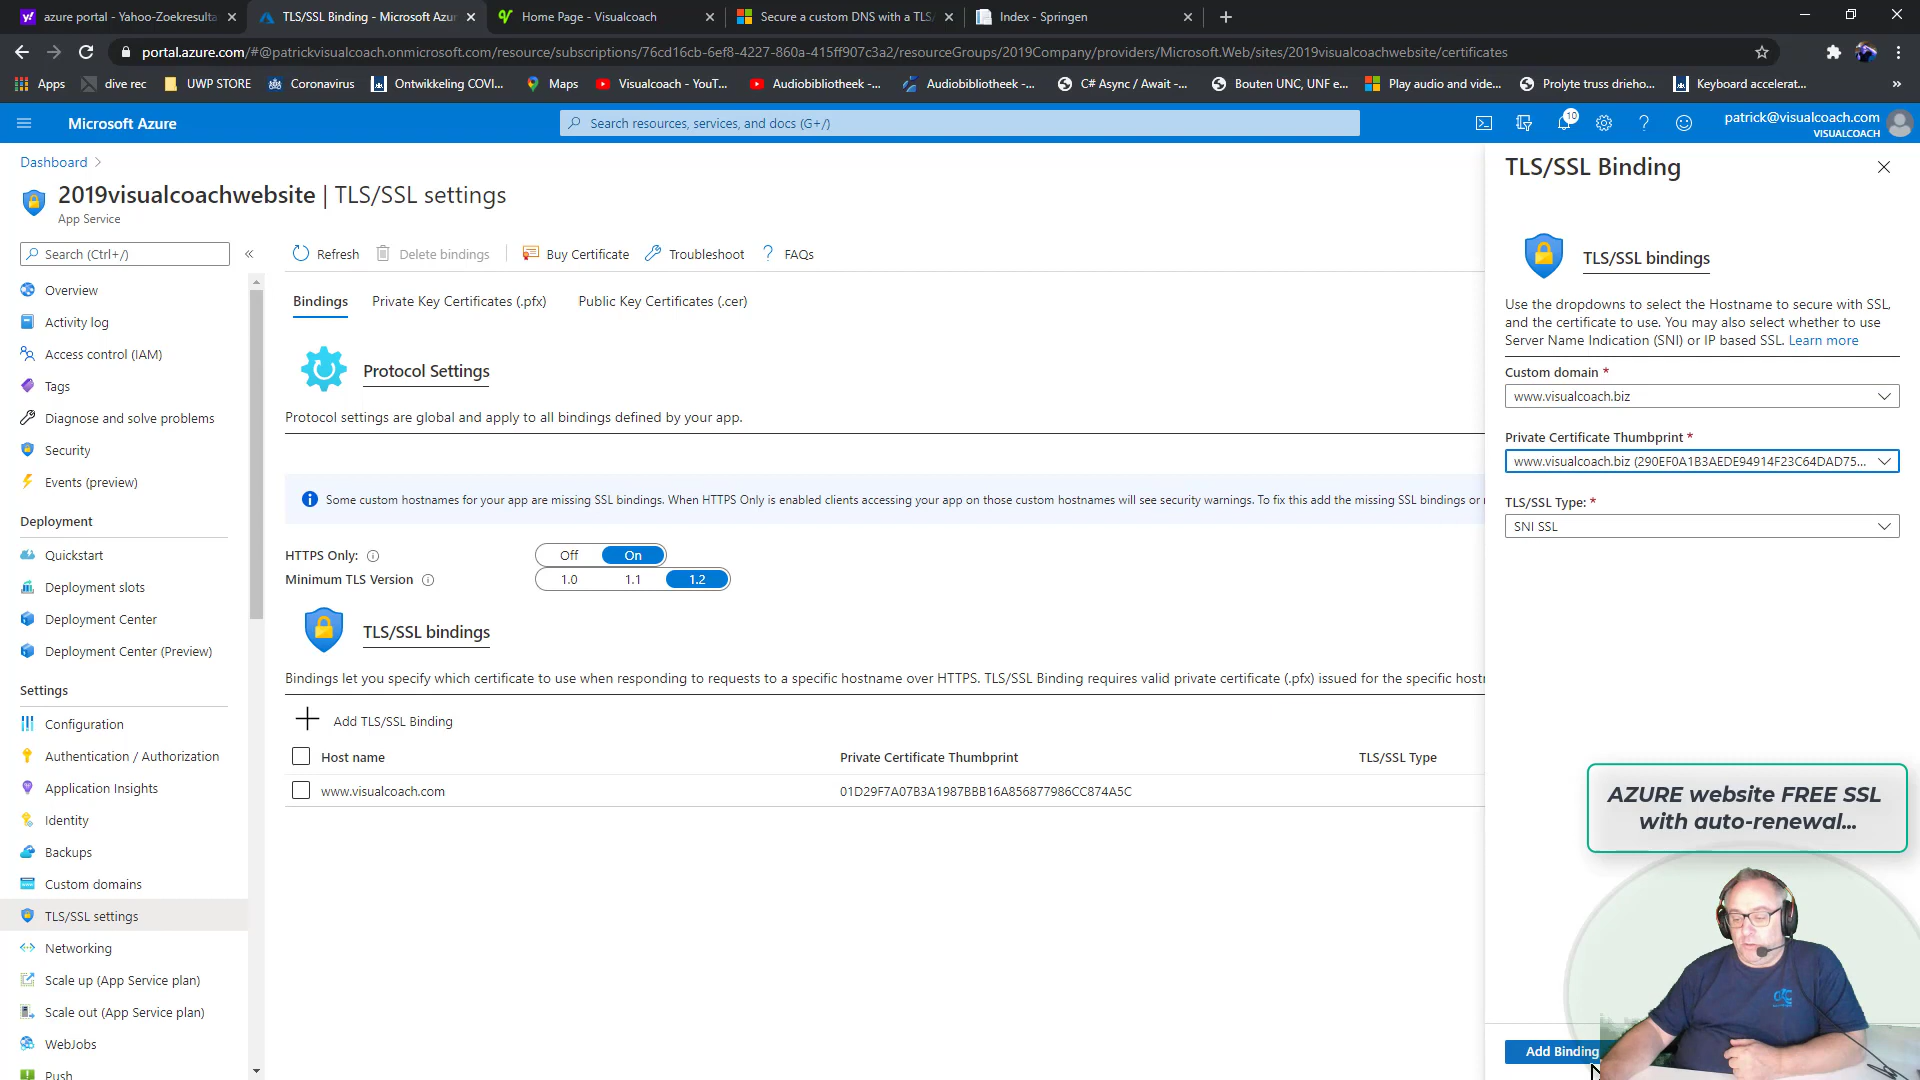 azure portal - Yahoo-Zoekresulta
TLS/SSL Binding - Microsoft Azur
Home Page - Visualcoach
Secure a custom DNS with a TLS/
Index - Springen
portal.azure.com/#@patrickvisualcoach.onmicrosoft.com/resource/subscriptions/76cd16cb-6ef8-4227-860a-415ff907c3a2/resourceGroups/2019Company/providers/Microsoft.Web/sites/2019visualcoachwebsite/certificates
Apps
dive rec
UWP STORE
Coronavirus
Ontwikkeling COVI...
Maps
Visualcoach - YouT...
Audiobibliotheek -...
Audiobibliotheek -...
C# Async / Await -...
Bouten UNC, UNF e...
Play audio and vide...
Prolyte truss drieho...
Keyboard accelerat...
Microsoft Azure
Search resources, services, and docs (G+/)
10
patrick@visualcoach.com
VISUALCOACH
Dashboard
2019visualcoachwebsite | TLS/SSL settings
App Service
Search (Ctrl+/)
Overview
Activity log
Access control (IAM)
Tags
Diagnose and solve problems
Security
Events (preview)
Deployment
Quickstart
Deployment slots
Deployment Center
Deployment Center (Preview)
Settings
Configuration
Authentication / Authorization
Application Insights
Identity
Backups
Custom domains
TLS/SSL settings
Networking
Scale up (App Service plan)
Scale out (App Service plan)
WebJobs
Push
Refresh
Delete bindings
Buy Certificate
Troubleshoot
FAQs
Bindings
Private Key Certificates (.pfx)
Public Key Certificates (.cer)
Protocol Settings
Protocol settings are global and apply to all bindings defined by your app.
Some custom hostnames for your app are missing SSL bindings. When HTTPS Only is enabled clients accessing your app on those custom hostnames will see security warnings. To fix this add the missing SSL bindings or
HTTPS Only:
Off
On
Minimum TLS Version
1.0
1.1
1.2
TLS/SSL bindings
Bindings let you specify which certificate to use when responding to requests to a specific hostname over HTTPS. TLS/SSL Binding requires valid private certificate (.pfx) issued for the specific
Add TLS/SSL Binding
Host name
Private Certificate Thumbprint
TLS/SSL Type
www.visualcoach.com
01D29F7A07B3A1987BBB16A856877986CC874A5C
TLS/SSL Binding
TLS/SSL bindings
Use the dropdowns to select the Hostname to secure with SSL,
and the certificate to use. You may also select whether to use
Server Name Indication (SNI) or IP based SSL. Learn more
Custom domain *
www.visualcoach.biz
Private Certificate Thumbprint *
www.visualcoach.biz (290EF0A1B3AEDE94914F23C64DAD75...
TLS/SSL Type: *
SNI SSL
AZURE website FREE SSL
with auto-renewal...
Add Binding